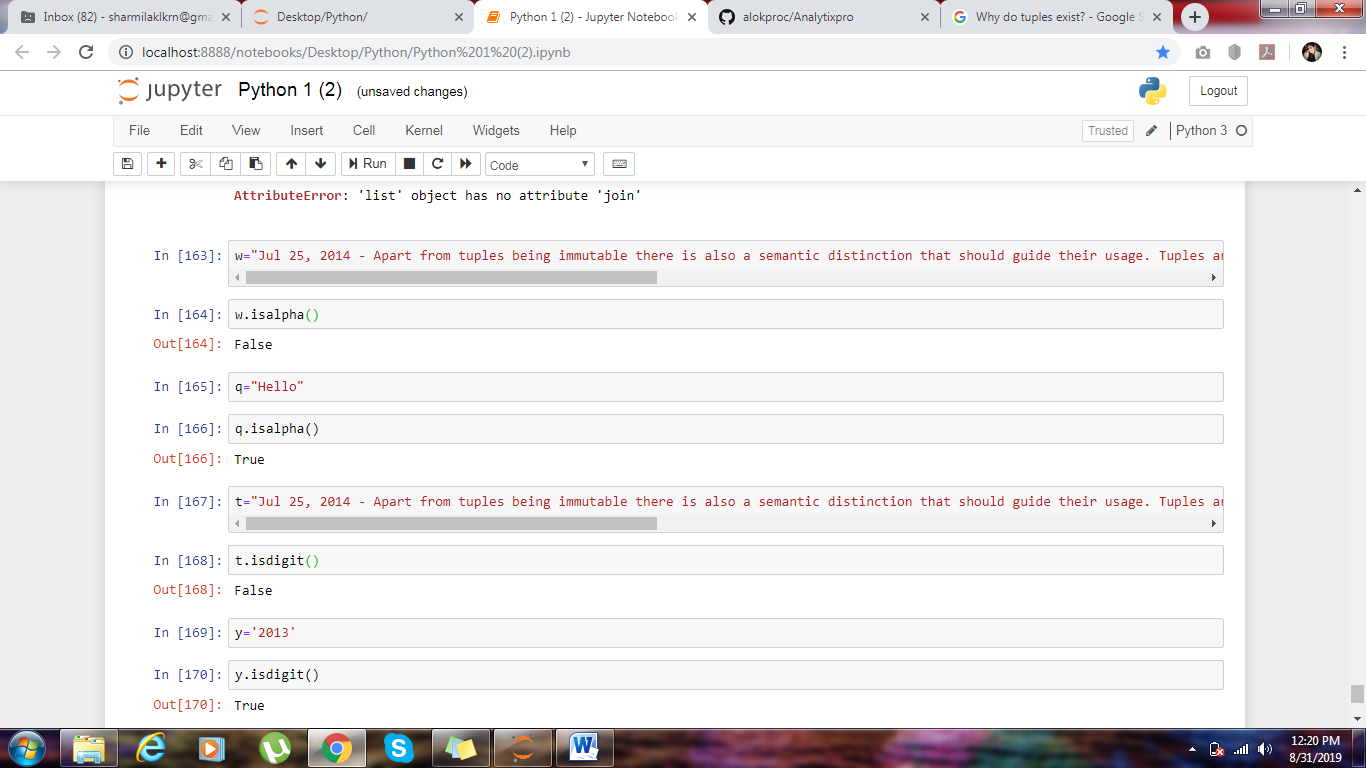 Inbox (82) - sharmilaklkrn@gma
Desktop/Python/
Python 1 (2) - Jupyter Notebook
alokproc/Analytixpro
Why do tuples exist? - Google S
localhost:8888/notebooks/Desktop/Python/Python%201%20(2).ipynb
jupyter Python 1 (2) (unsaved changes)
Logout
File Edit View Insert Cell Kernel Widgets Help
Trusted Python 3
Run Code
AttributeError: 'list' object has no attribute 'join'
In [163]: w="Jul 25, 2014 - Apart from tuples being immutable there is also a semantic distinction that should guide their usage. Tuples ar
In [164]: w.isalpha()
Out[164]: False
In [165]: q="Hello"
In [166]: q.isalpha()
Out[166]: True
In [167]: t="Jul 25, 2014 - Apart from tuples being immutable there is also a semantic distinction that should guide their usage. Tuples ar
In [168]: t.isdigit()
Out[168]: False
In [169]: y='2013'
In [170]: y.isdigit()
Out[170]: True
12:20 PM
8/31/2019